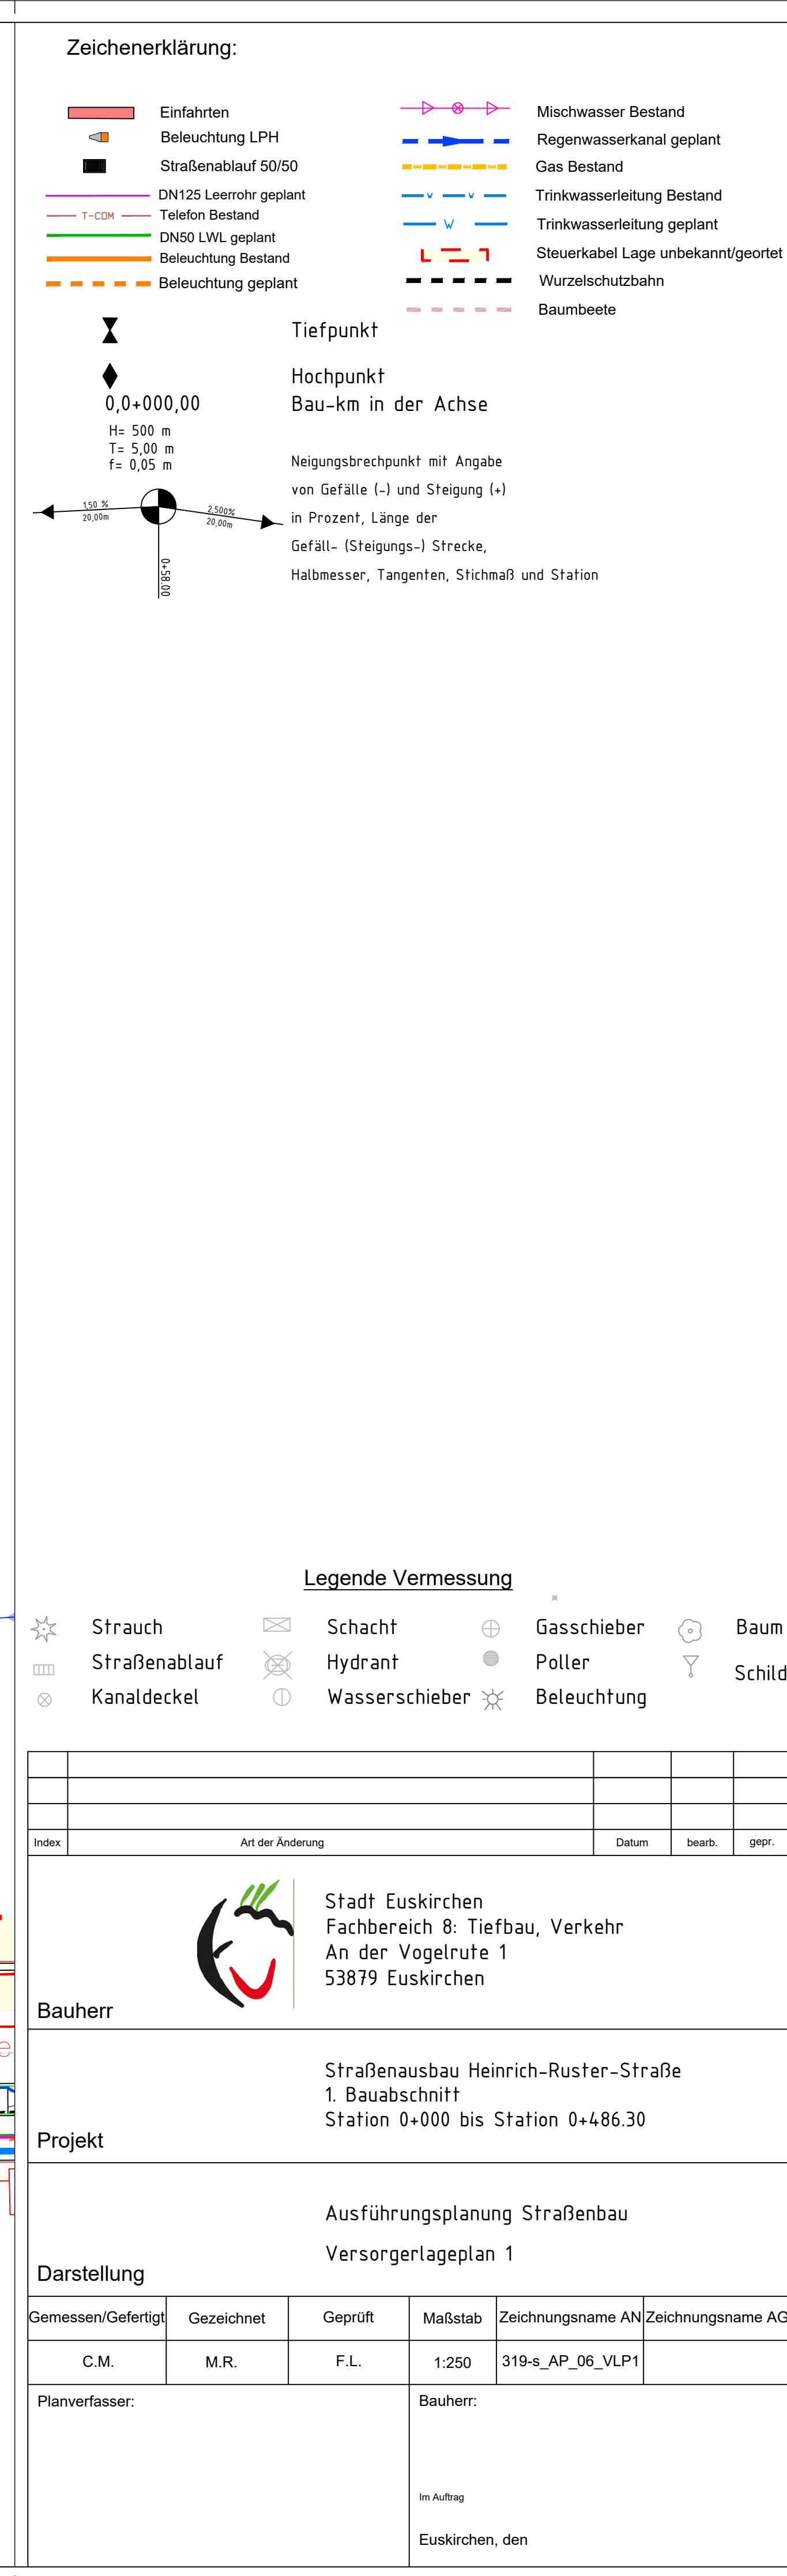 Zeichenerklärung:
Einfahrten
Beleuchtung LPH
Straßenablauf 50/50
DN125 Leerrohr geplant
T-COM Telefon Bestand
DN50 LWL geplant
Beleuchtung Bestand
Beleuchtung geplant
Mischwasser Bestand
Regenwasserkanal geplant
Gas Bestand
v v Trinkwasserleitung Bestand
W Trinkwasserleitung geplant
Steuerkabel Lage unbekannt/geortet
Wurzelschutzbahn
Baumbeete
Tiefpunkt
Hochpunkt
0,0+000,00 Bau-km in der Achse
H= 500 m
T= 5,00 m
f= 0,05 m
1,50 %
20,00m
2,500%
20,00m
0+58.00
Neigungsbrechpunkt mit Angabe
von Gefälle (-) und Steigung (+)
in Prozent, Länge der
Gefäll- (Steigungs-) Strecke,
Halbmesser, Tangenten, Stichmaß und Station
Legende Vermessung
Strauch Schacht Gasschieber Baum
Straßenablauf Hydrant Poller Schild
Kanaldeckel Wasserschieber Beleuchtung
Index Art der Änderung Datum bearb. gepr.
Stadt Euskirchen
Fachbereich 8: Tiefbau, Verkehr
An der Vogelrute 1
53879 Euskirchen
Bauherr
Straßenausbau Heinrich-Ruster-Straße
1. Bauabschnitt
Station 0+000 bis Station 0+486.30
Projekt
Ausführungsplanung Straßenbau
Versorgerlageplan 1
Darstellung
Gemessen/Gefertigt Gezeichnet Geprüft Maßstab Zeichnungsname AN Zeichnungsname AG
C.M. M.R. F.L. 1:250 319-s_AP_06_VLP1
Planverfasser: Bauherr:
Im Auftrag
Euskirchen, den